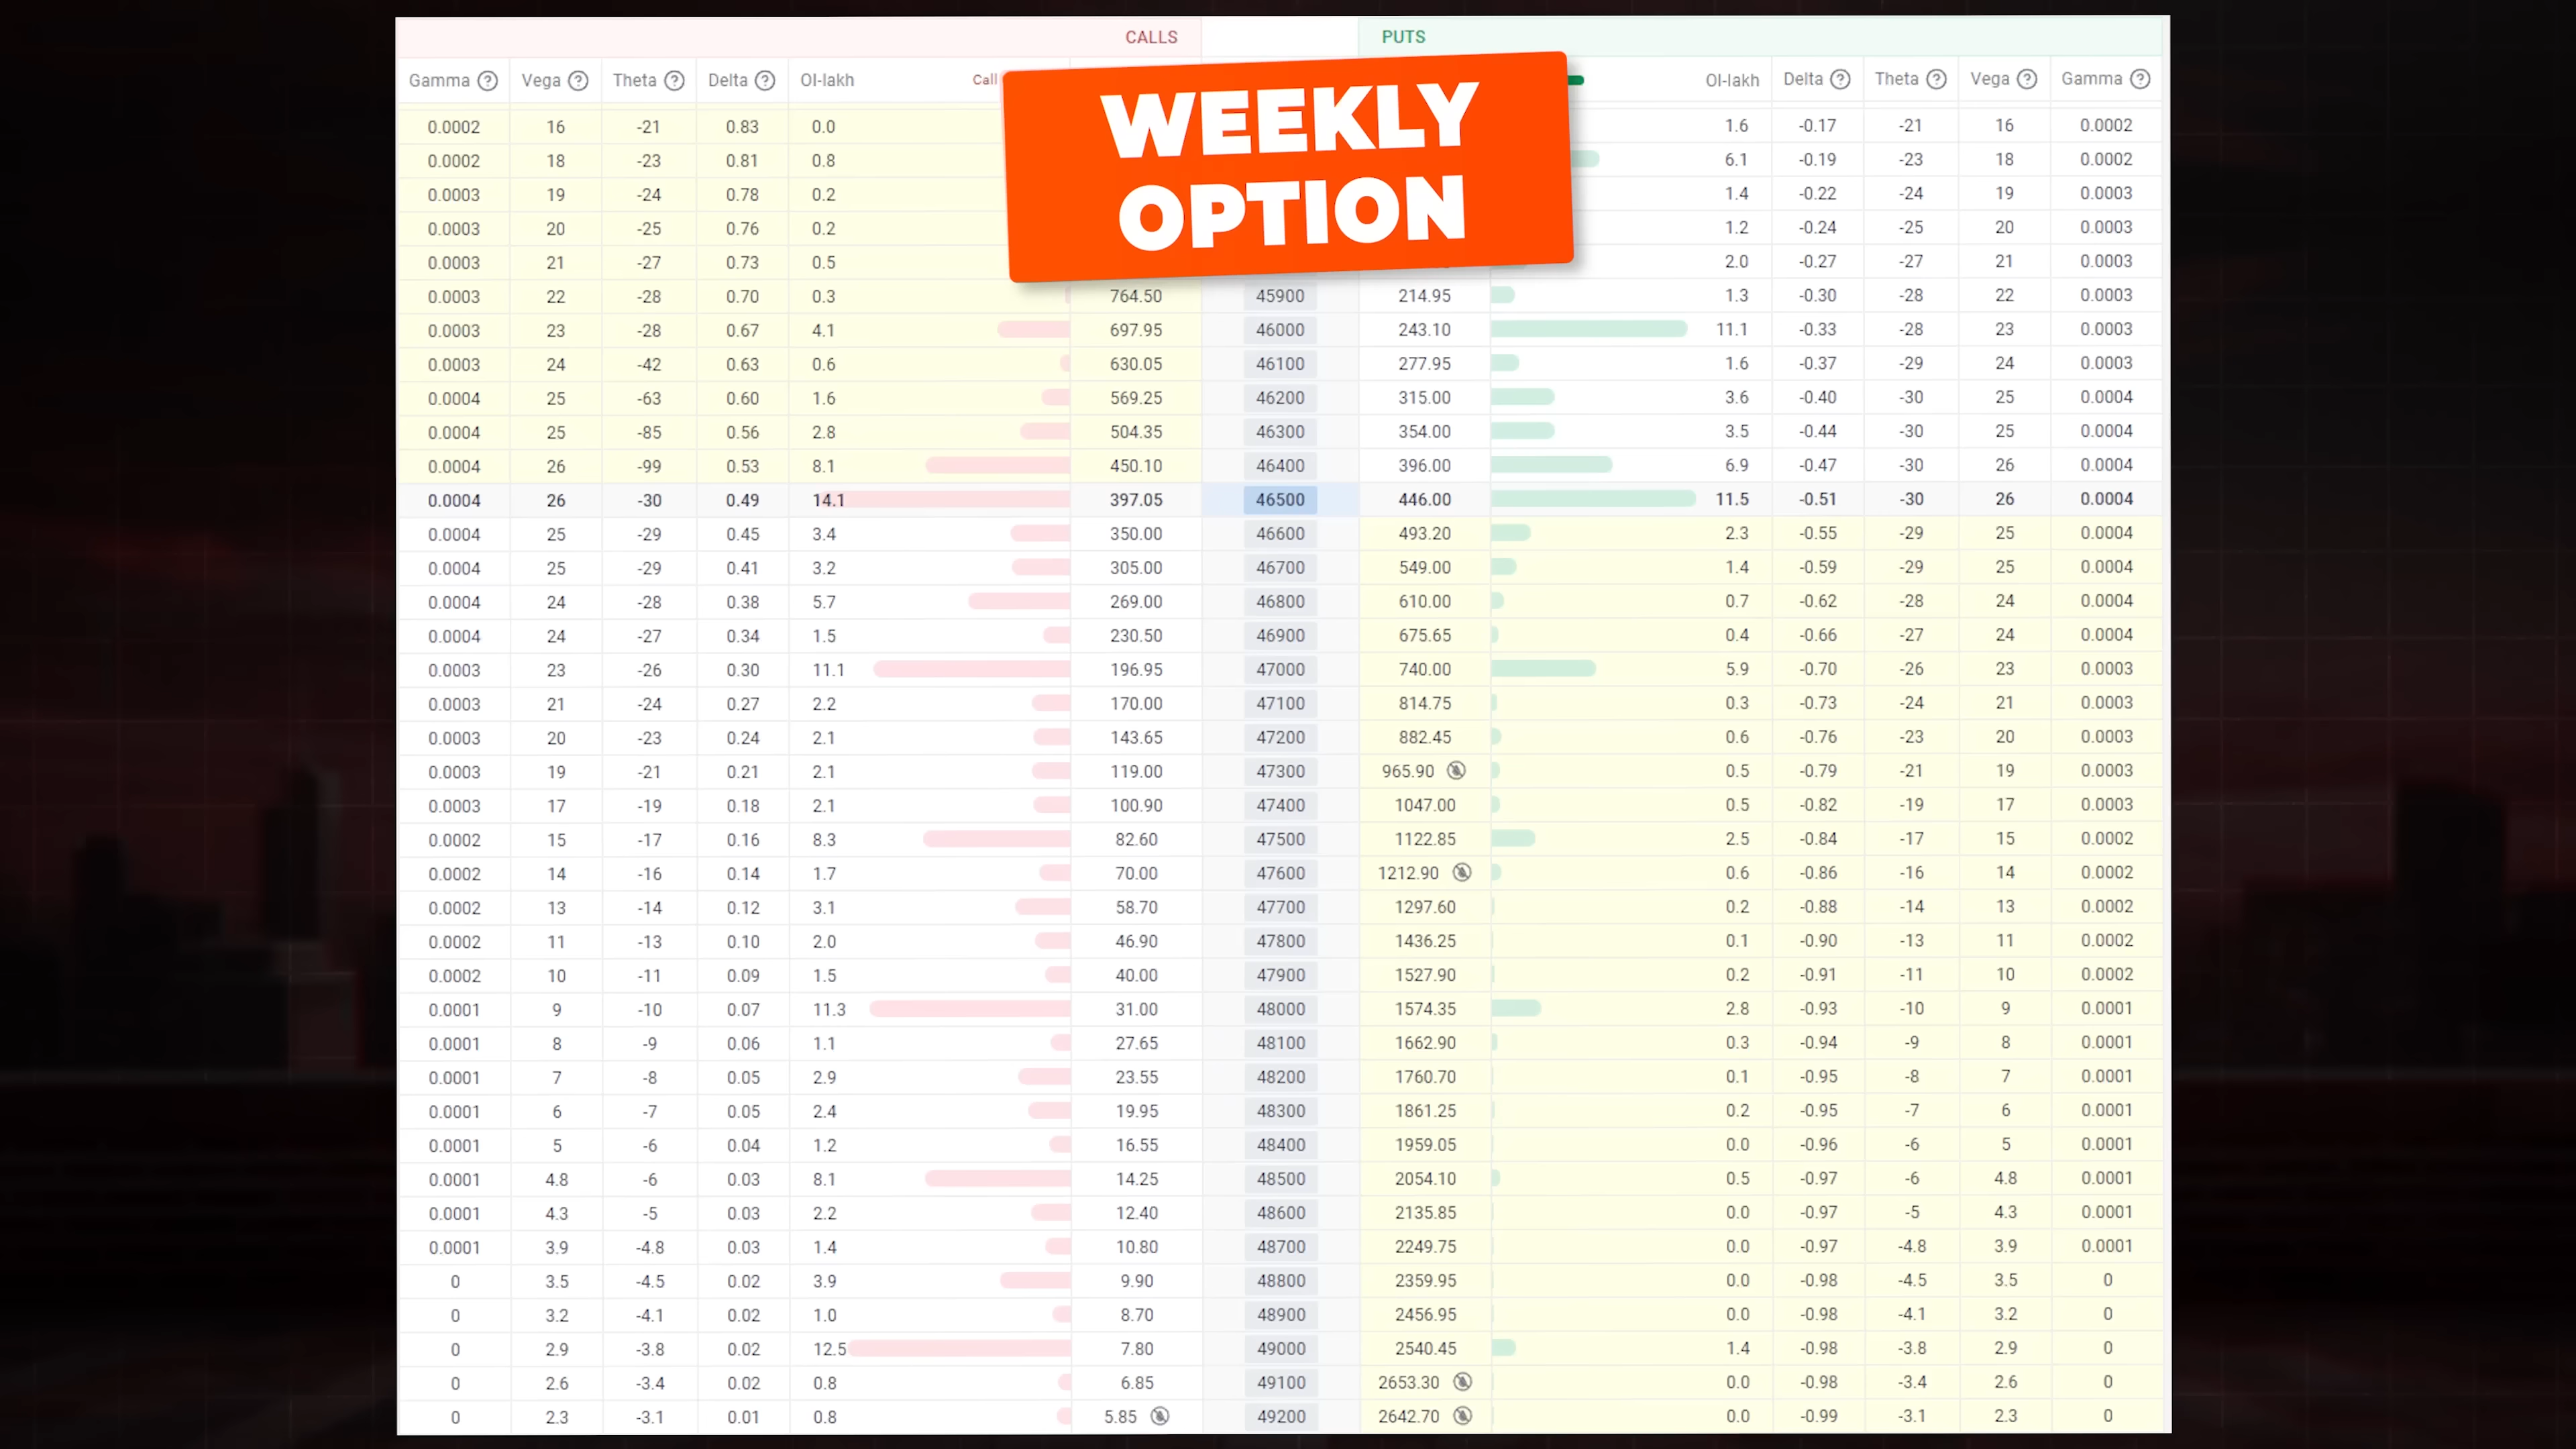 CALLS PUTS
Gamma Vega Theta Delta OI-lakh Call OI-lakh Delta Theta Vega Gamma
WEEKLY
OPTION
0.0002 16 -21 0.83 0.0 1.6 -0.17 -21 16 0.0002
0.0002 18 -23 0.81 0.8 6.1 -0.19 -23 18 0.0002
0.0003 19 -24 0.78 0.2 1.4 -0.22 -24 19 0.0003
0.0003 20 -25 0.76 0.2 1.2 -0.24 -25 20 0.0003
0.0003 21 -27 0.73 0.5 2.0 -0.27 -27 21 0.0003
0.0003 22 -28 0.70 0.3 764.50 45900 214.95 1.3 -0.30 -28 22 0.0003
0.0003 23 -28 0.67 4.1 697.95 46000 243.10 11.1 -0.33 -28 23 0.0003
0.0003 24 -42 0.63 0.6 630.05 46100 277.95 1.6 -0.37 -29 24 0.0003
0.0004 25 -63 0.60 1.6 569.25 46200 315.00 3.6 -0.40 -30 25 0.0004
0.0004 25 -85 0.56 2.8 504.35 46300 354.00 3.5 -0.44 -30 25 0.0004
0.0004 26 -99 0.53 8.1 450.10 46400 396.00 6.9 -0.47 -30 26 0.0004
0.0004 26 -30 0.49 14.1 397.05 46500 446.00 11.5 -0.51 -30 26 0.0004
0.0004 25 -29 0.45 3.4 350.00 46600 493.20 2.3 -0.55 -29 25 0.0004
0.0004 25 -29 0.41 3.2 305.00 46700 549.00 1.4 -0.59 -29 25 0.0004
0.0004 24 -28 0.38 5.7 269.00 46800 610.00 0.7 -0.62 -28 24 0.0004
0.0004 24 -27 0.34 1.5 230.50 46900 675.65 0.4 -0.66 -27 24 0.0004
0.0003 23 -26 0.30 11.1 196.95 47000 740.00 5.9 -0.70 -26 23 0.0003
0.0003 21 -24 0.27 2.2 170.00 47100 814.75 0.3 -0.73 -24 21 0.0003
0.0003 20 -23 0.24 2.1 143.65 47200 882.45 0.6 -0.76 -23 20 0.0003
0.0003 19 -21 0.21 2.1 119.00 47300 965.90 0.5 -0.79 -21 19 0.0003
0.0003 17 -19 0.18 2.1 100.90 47400 1047.00 0.5 -0.82 -19 17 0.0003
0.0002 15 -17 0.16 8.3 82.60 47500 1122.85 2.5 -0.84 -17 15 0.0002
0.0002 14 -16 0.14 1.7 70.00 47600 1212.90 0.6 -0.86 -16 14 0.0002
0.0002 13 -14 0.12 3.1 58.70 47700 1297.60 0.2 -0.88 -14 13 0.0002
0.0002 11 -13 0.10 2.0 46.90 47800 1436.25 0.1 -0.90 -13 11 0.0002
0.0002 10 -11 0.09 1.5 40.00 47900 1527.90 0.2 -0.91 -11 10 0.0002
0.0001 9 -10 0.07 11.3 31.00 48000 1574.35 2.8 -0.93 -10 9 0.0001
0.0001 8 -9 0.06 1.1 27.65 48100 1662.90 0.3 -0.94 -9 8 0.0001
0.0001 7 -8 0.05 2.9 23.55 48200 1760.70 0.1 -0.95 -8 7 0.0001
0.0001 6 -7 0.05 2.4 19.95 48300 1861.25 0.2 -0.95 -7 6 0.0001
0.0001 5 -6 0.04 1.2 16.55 48400 1959.05 0.0 -0.96 -6 5 0.0001
0.0001 4.8 -6 0.03 8.1 14.25 48500 2054.10 0.5 -0.97 -6 4.8 0.0001
0.0001 4.3 -5 0.03 2.2 12.40 48600 2135.85 0.0 -0.97 -5 4.3 0.0001
0.0001 3.9 -4.8 0.03 1.4 10.80 48700 2249.75 0.0 -0.97 -4.8 3.9 0.0001
0 3.5 -4.5 0.02 3.9 9.90 48800 2359.95 0.0 -0.98 -4.5 3.5 0
0 3.2 -4.1 0.02 1.0 8.70 48900 2456.95 0.0 -0.98 -4.1 3.2 0
0 2.9 -3.8 0.02 12.5 7.80 49000 2540.45 1.4 -0.98 -3.8 2.9 0
0 2.6 -3.4 0.02 0.8 6.85 49100 2653.30 0.0 -0.98 -3.4 2.6 0
0 2.3 -3.1 0.01 0.8 5.85 49200 2642.70 0.0 -0.99 -3.1 2.3 0